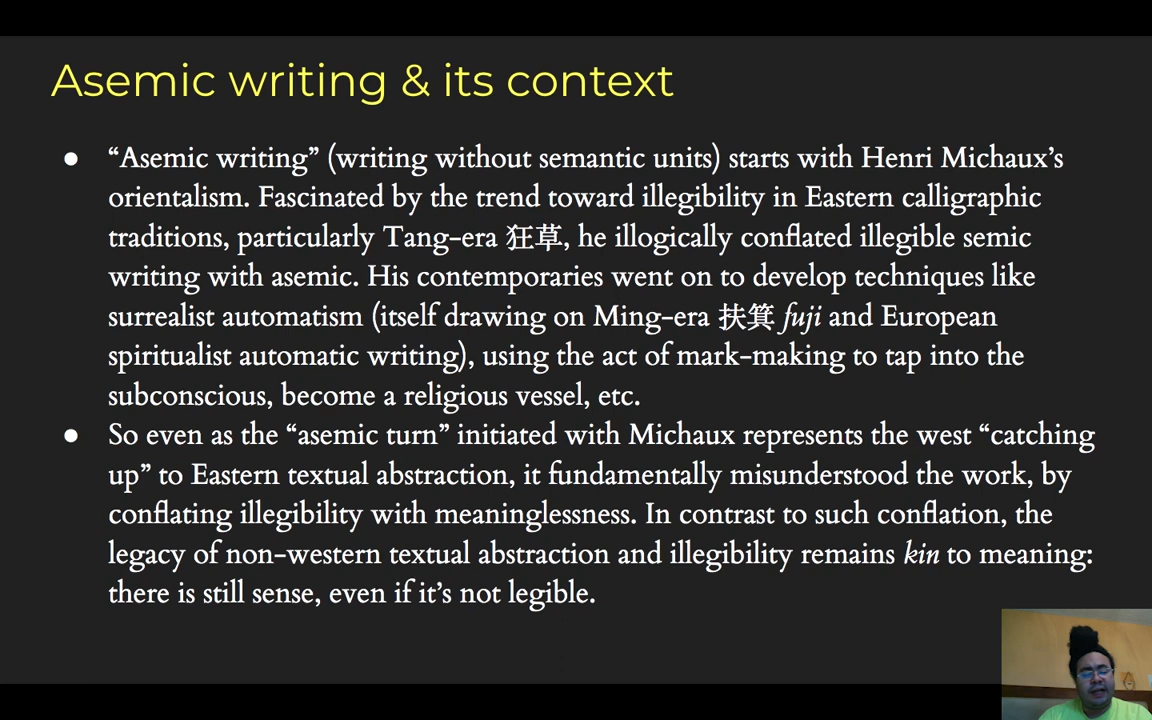 Asemic writing & its context
● “Asemic writing” (writing without semantic units) starts with Henri Michaux’s
orientalism. Fascinated by the trend toward illegibility in Eastern calligraphic
traditions, particularly Tang-era 狂草, he illogically conflated illegible semic
writing with asemic. His contemporaries went on to develop techniques like
surrealist automatism (itself drawing on Ming-era 扶箕 fuji and European
spiritualist automatic writing), using the act of mark-making to tap into the
subconscious, become a religious vessel, etc.
● So even as the “asemic turn” initiated with Michaux represents the west “catching
up” to Eastern textual abstraction, it fundamentally misunderstood the work, by
conflating illegibility with meaninglessness. In contrast to such conflation, the
legacy of non-western textual abstraction and illegibility remains kin to meaning:
there is still sense, even if it’s not legible.